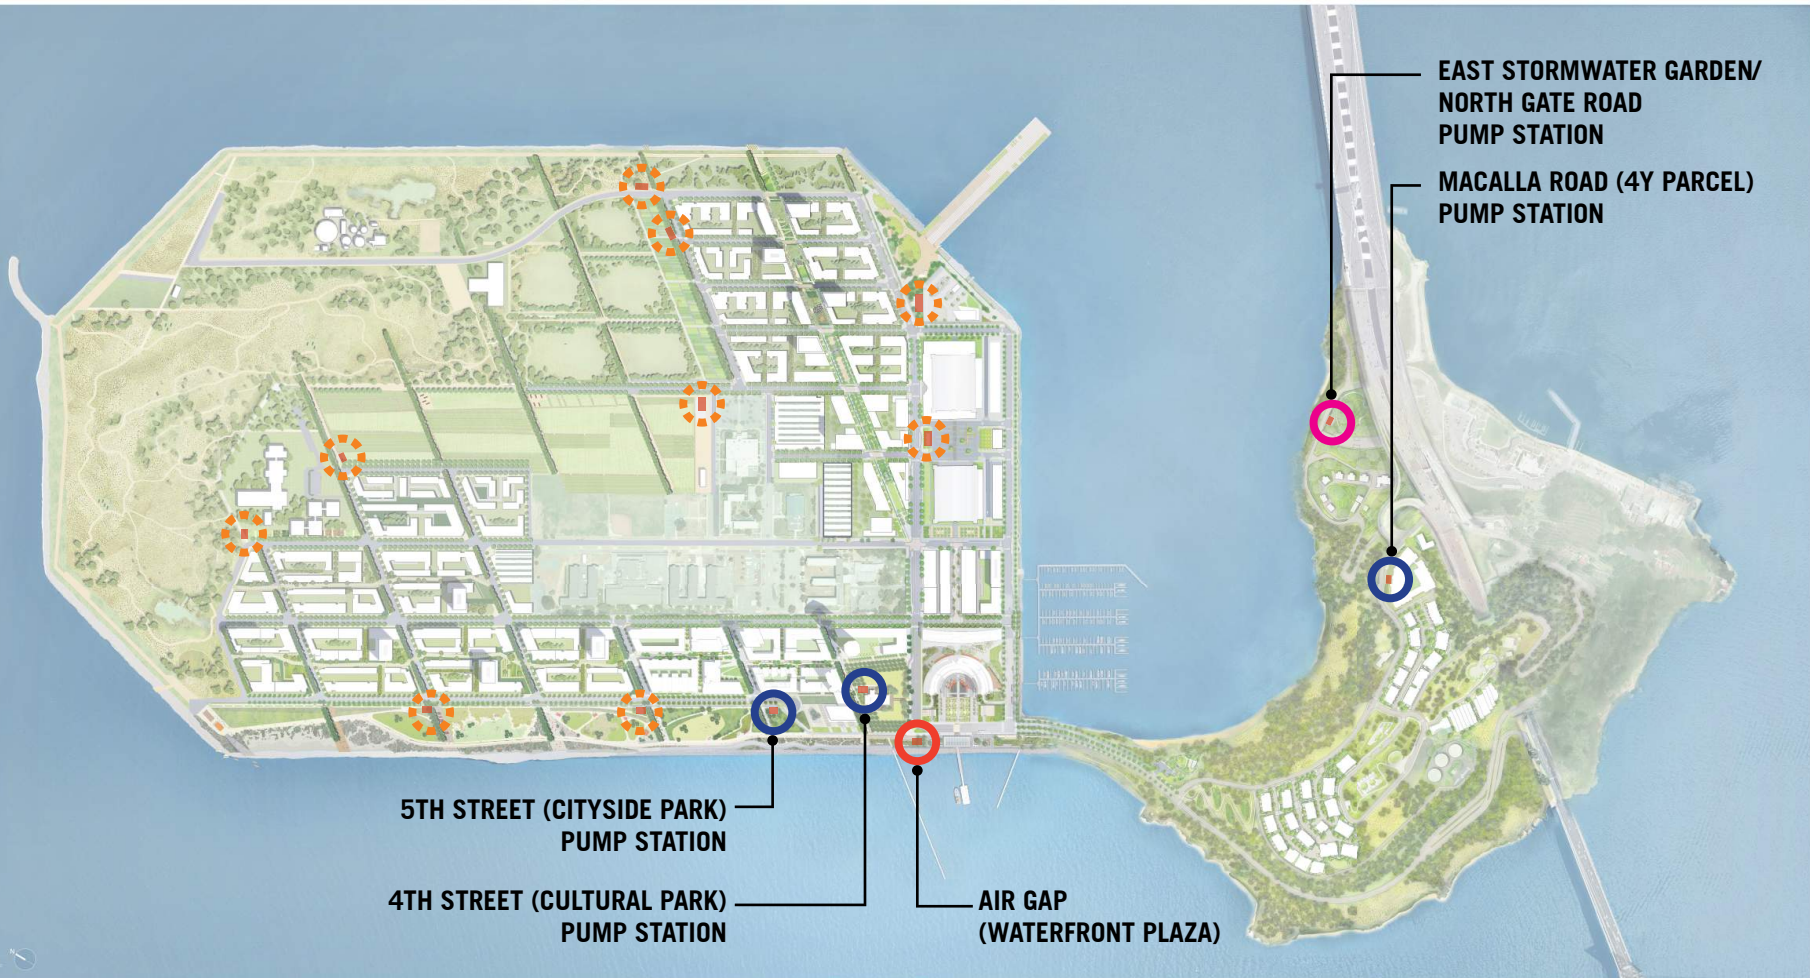 EAST STORMWATER GARDEN/
NORTH GATE ROAD
PUMP STATION
MACALLA ROAD (4Y PARCEL)
PUMP STATION
5TH STREET (CITYSIDE PARK)
PUMP STATION
4TH STREET (CULTURAL PARK)
PUMP STATION
AIR GAP
(WATERFRONT PLAZA)
N